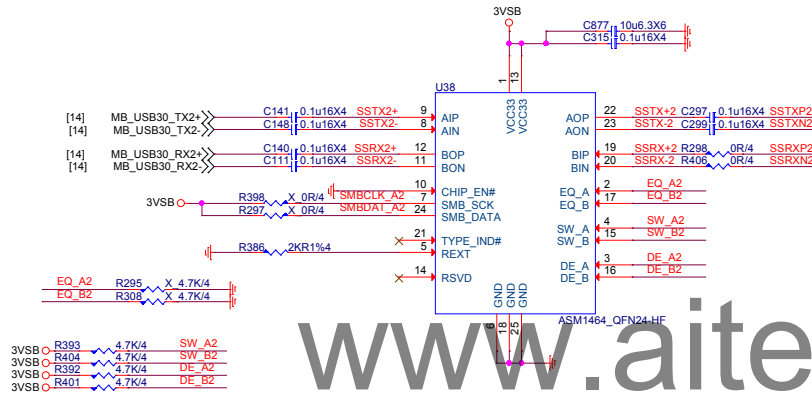 3VSB
C877 10u6.3X6
C315 0.1u16X4
U38
1 13
VCC33 VCC33
[14] MB_USB30_TX2+ C141 0.1u16X4 SSTX2+ 9 AIP AOP 22 SSTX+2 C297 0.1u16X4 SSTXP2
[14] MB_USB30_TX2- C148 0.1u16X4 SSTX2- 8 AIN AON 23 SSTX-2 C299 0.1u16X4 SSTXN2
[14] MB_USB30_RX2+ C140 0.1u16X4 SSRX2+ 12 BOP BIP 19 SSRX+2 R298 0R/4 SSRXP2
[14] MB_USB30_RX2- C111 0.1u16X4 SSRX2- 11 BON BIN 20 SSRX-2 R406 0R/4 SSRXN2
10 CHIP_EN# EQ_A 2 EQ_A2
3VSB R398 X_0R/4 SMBCLK_A2 7 SMB_SCK EQ_B 17 EQ_B2
R297 X_0R/4 SMBDAT_A2 24 SMB_DATA
SW_A 4 SW_A2
21 TYPE_IND# SW_B 15 SW_B2
R386 2KR1%4 5 REXT
DE_A 3 DE_A2
14 RSVD DE_B 16 DE_B2
EQ_A2 R295 X_4.7K/4
EQ_B2 R308 X_4.7K/4
GND GND GND
6 18 25
ASM1464_QFN24-HF
3VSB R393 4.7K/4 SW_A2
3VSB R404 4.7K/4 SW_B2
3VSB R392 4.7K/4 DE_A2
3VSB R401 4.7K/4 DE_B2
www.aite